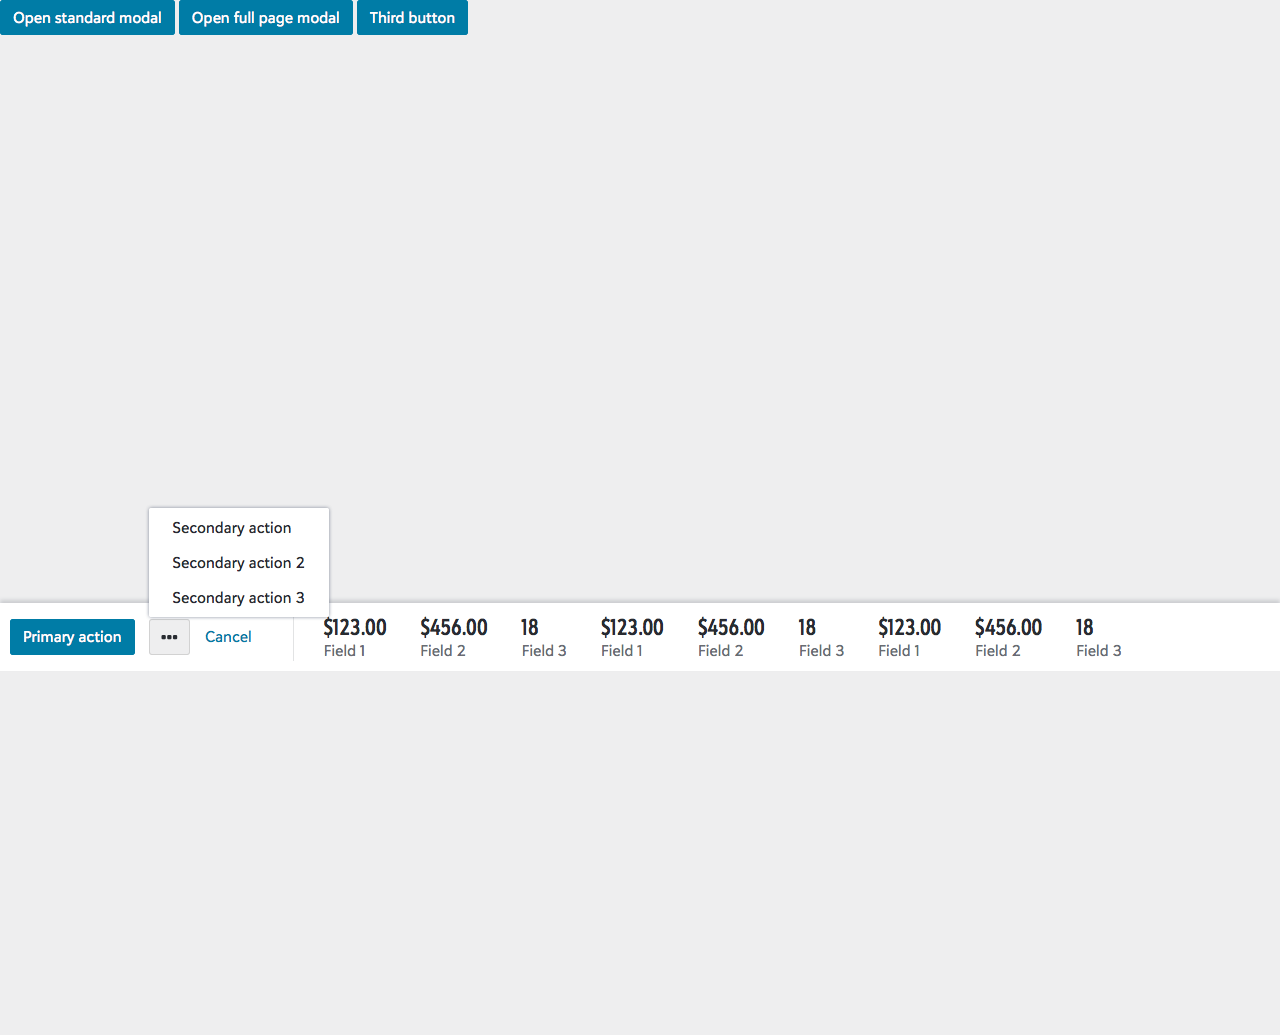 Open standard modal Open full page modal Third button
Secondary action
Secondary action 2
Secondary action 3
Primary action ••• Cancel
$123.00 $456.00 18 $123.00 $456.00 18 $123.00 $456.00 18
Field 1 Field 2 Field 3 Field 1 Field 2 Field 3 Field 1 Field 2 Field 3